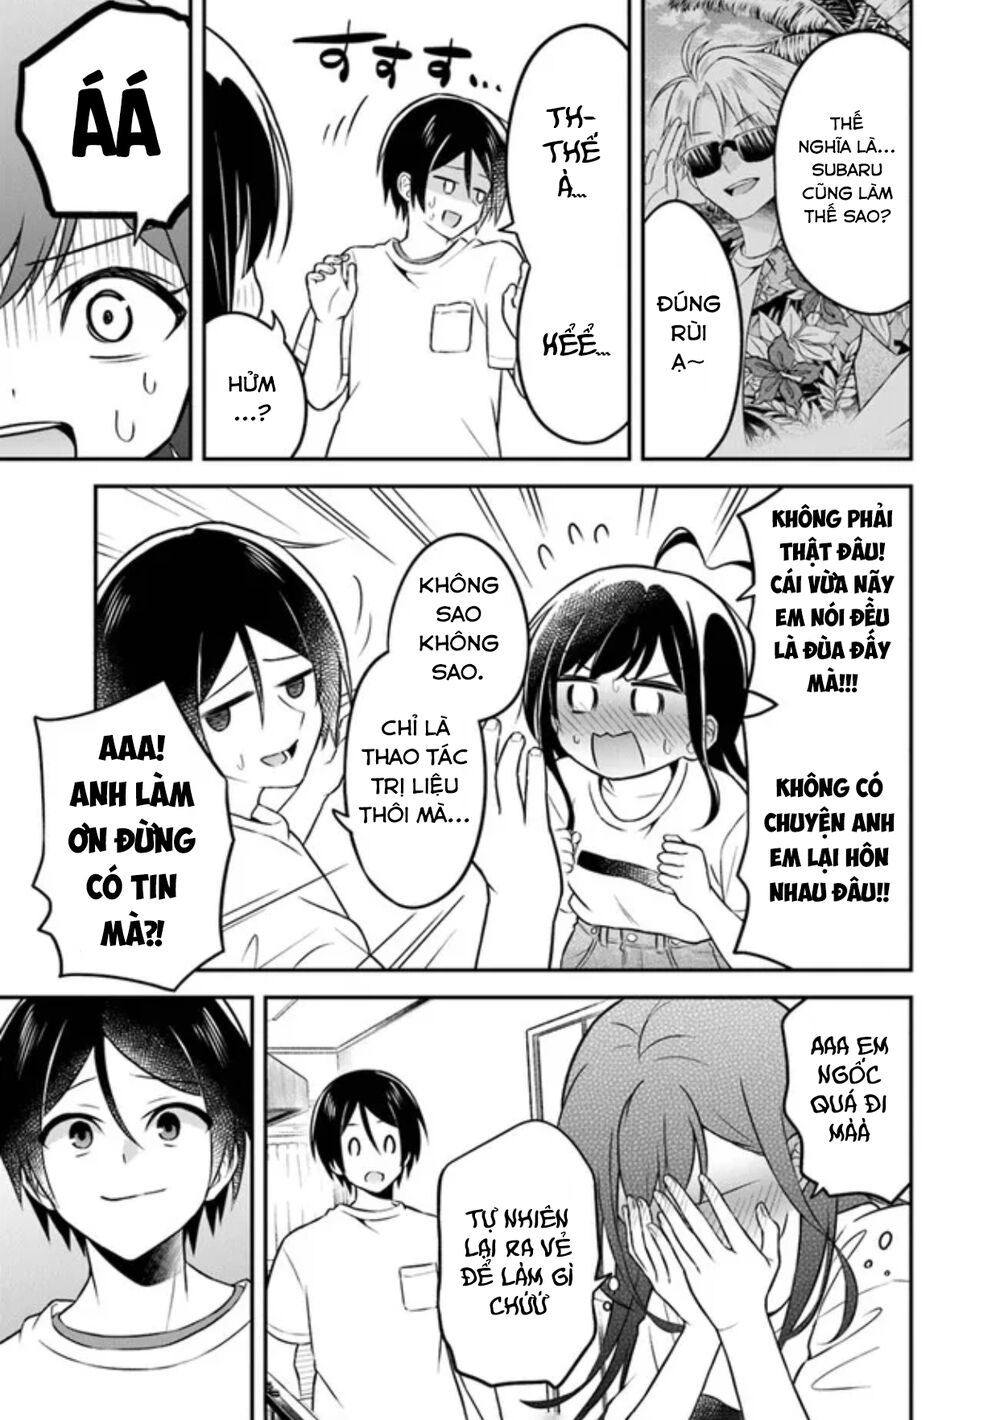 THẾ
NGHĨA LÀ...
SUBARU
CŨNG LÀM
THẾ SAO?
ĐÚNG
RÙI
Ạ~
TH-
THẾ
À...
HỂỂ...
すすす...
HỬM
...?
ÁÁ
KHÔNG PHẢI
THẬT ĐÂU!
CÁI VỪA NÃY
EM NÓI ĐỀU
LÀ ĐÙA ĐẤY
MÀ!!!
KHÔNG CÓ
CHUYỆN ANH
EM LẠI HÔN
NHAU ĐÂU!!
KHÔNG
SAO
KHÔNG
SAO.
CHỈ LÀ
THAO TÁC
TRỊ LIỆU
THÔI MÀ...
AAA!
ANH LÀM
ƠN ĐỪNG
CÓ TIN
MÀ?!
AAA EM
NGỐC
QUÁ ĐI
MÀÀ
TỰ NHIÊN
LẠI RA VẺ
ĐỂ LÀM GÌ
CHỨỨ